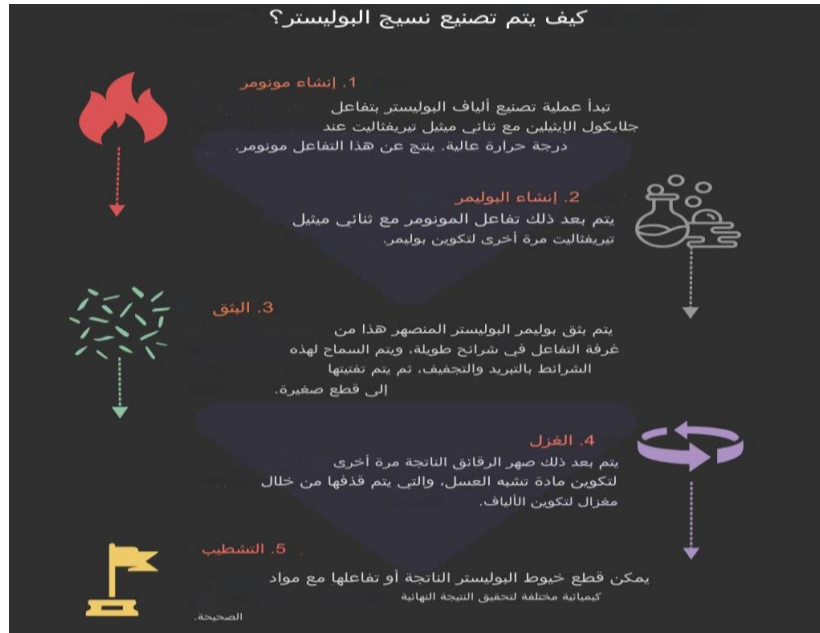 كيف يتم تصنيع نسيج البوليستر؟
1. إنشاء مونومر
تبدأ عملية تصنيع ألياف البوليستر بتفاعل
جلايكول الإيثيلين مع ثنائي ميثيل تيريفثاليت عند
درجة حرارة عالية. ينتج عن هذا التفاعل مونومر.
2. إنشاء البوليمر
يتم بعد ذلك تفاعل المونومر مع ثنائي ميثيل
تيريفثاليت مرة أخرى لتكوين بوليمر.
3. البثق
يتم بثق بوليمر البوليستر المنصهر هذا من
غرفة التفاعل في شرائح طويلة، ويتم السماح لهذه
الشرائط بالتبريد والتجفيف، ثم يتم تفتيتها
إلى قطع صغيرة.
4. الغزل
يتم بعد ذلك صهر الرقائق الناتجة مرة أخرى
لتكوين مادة تشبه العسل، والتي يتم قذفها من خلال
مغزال لتكوين الألياف.
5. التشطيب
يمكن قطع خيوط البوليستر الناتجة أو تفاعلها مع مواد
كيميائية مختلفة لتحقيق النتيجة النهائية
الصحيحة.